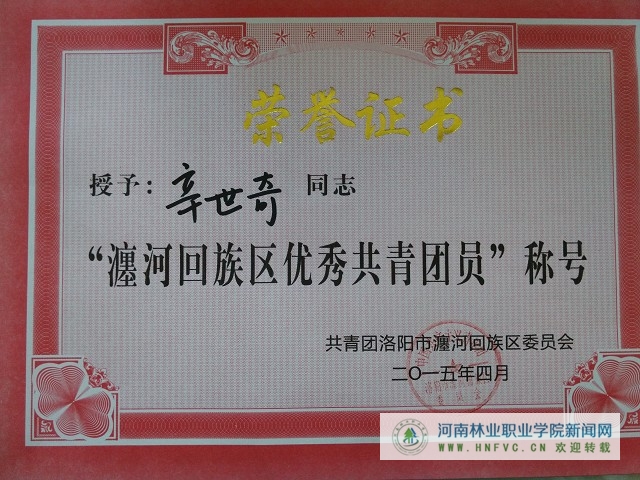 荣誉证书
授予：辛世奇 同志
“瀍河回族区优秀共青团员”称号
共青团洛阳市瀍河回族区委员会
二〇一五年四月
河南林业职业学院新闻网
WWW.HNFVC.CN 欢迎转载